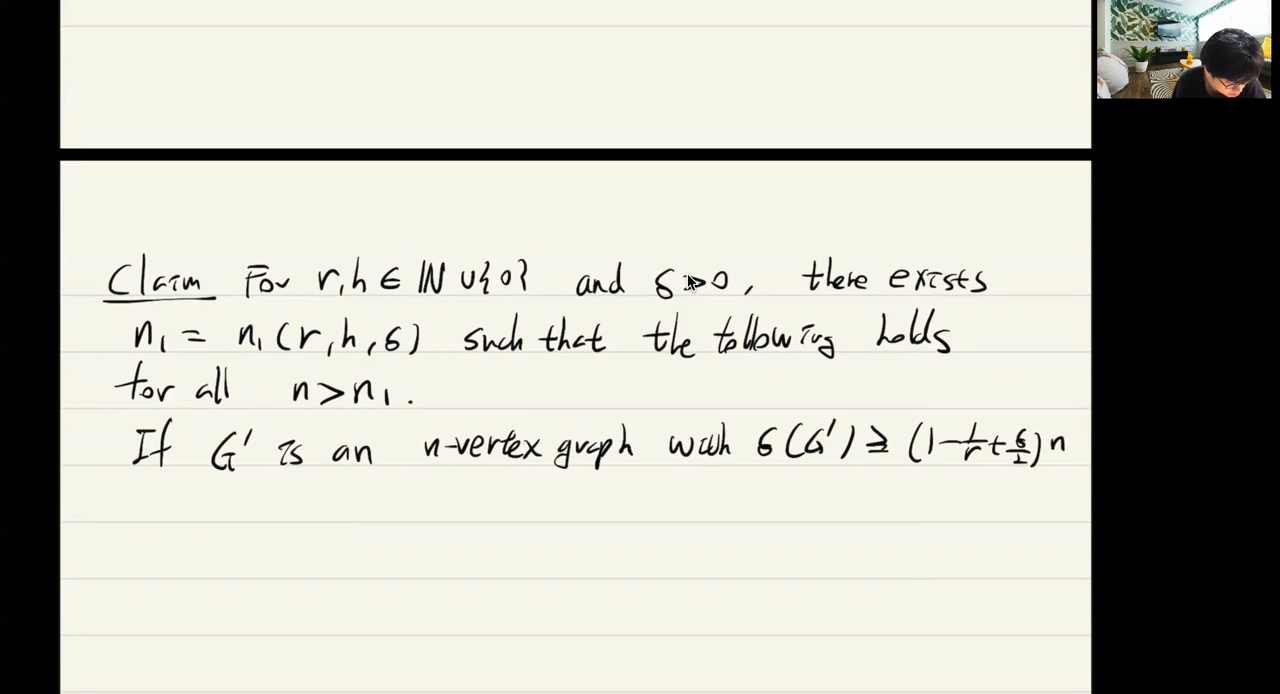 Claim For r,h ∈ ℕ ∪ {0} and δ>0, there exists
n₁ = n₁(r,h,δ) such that the following holds
for all n>n₁.
If G' is an n-vertex graph with δ(G') ≥ (1-1/r+δ/2)n